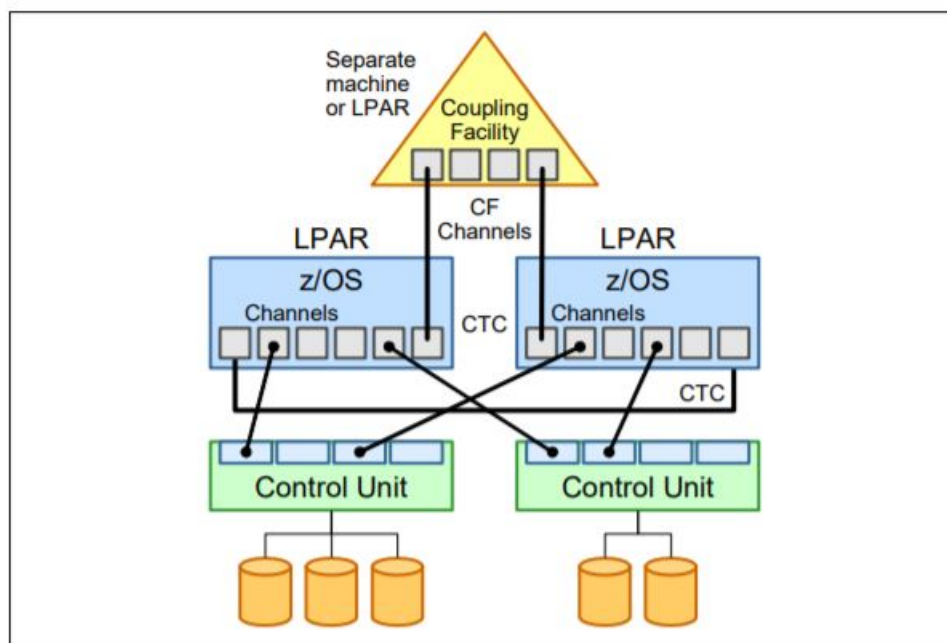 Separate
machine
or LPAR
Coupling
Facility
CF
Channels
LPAR
LPAR
z/OS
z/OS
Channels
CTC
Channels
CTC
Control Unit
Control Unit